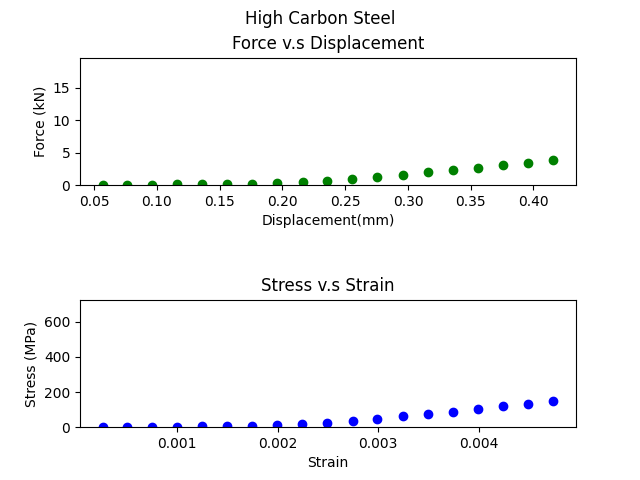 High Carbon Steel
Force v.s Displacement
15
10
5
0
Force (kN)
0.05 0.10 0.15 0.20 0.25 0.30 0.35 0.40
Displacement(mm)
Stress v.s Strain
600
400
200
0
Stress (MPa)
0.001 0.002 0.003 0.004
Strain